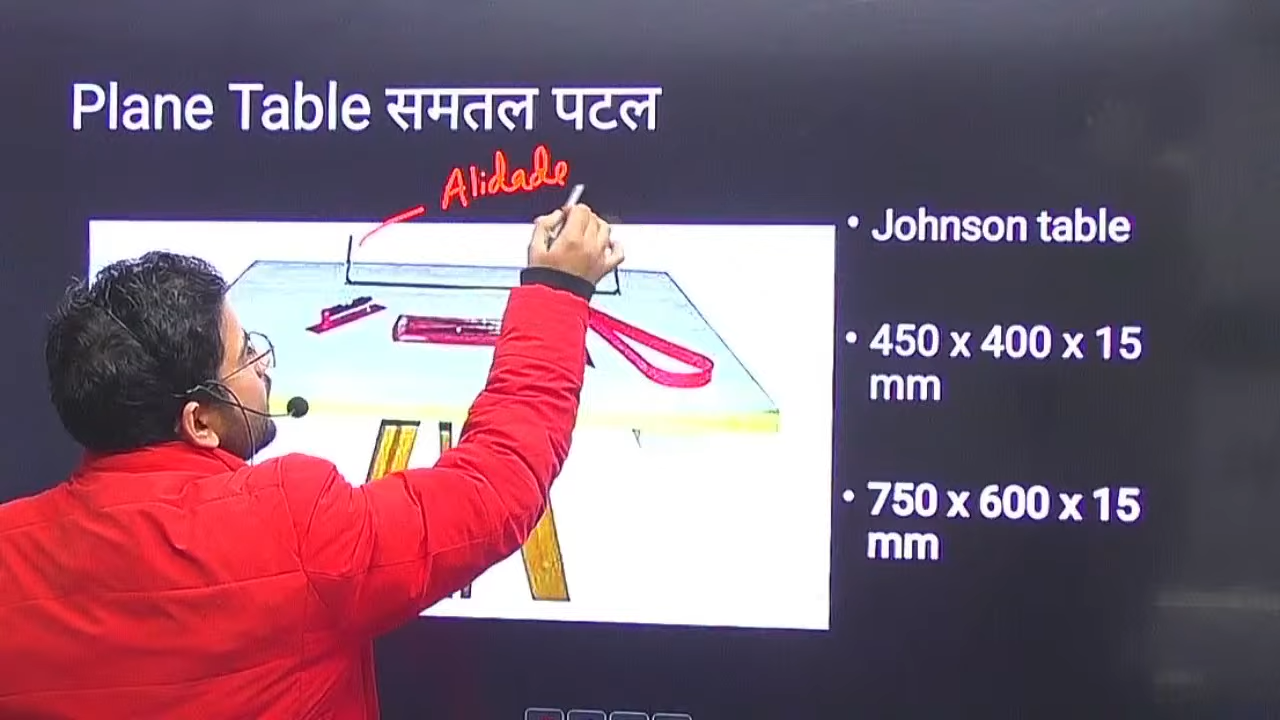 Plane Table समतल पटल
Alidade
• Johnson table
• 450 x 400 x 15
mm
• 750 x 600 x 15
mm